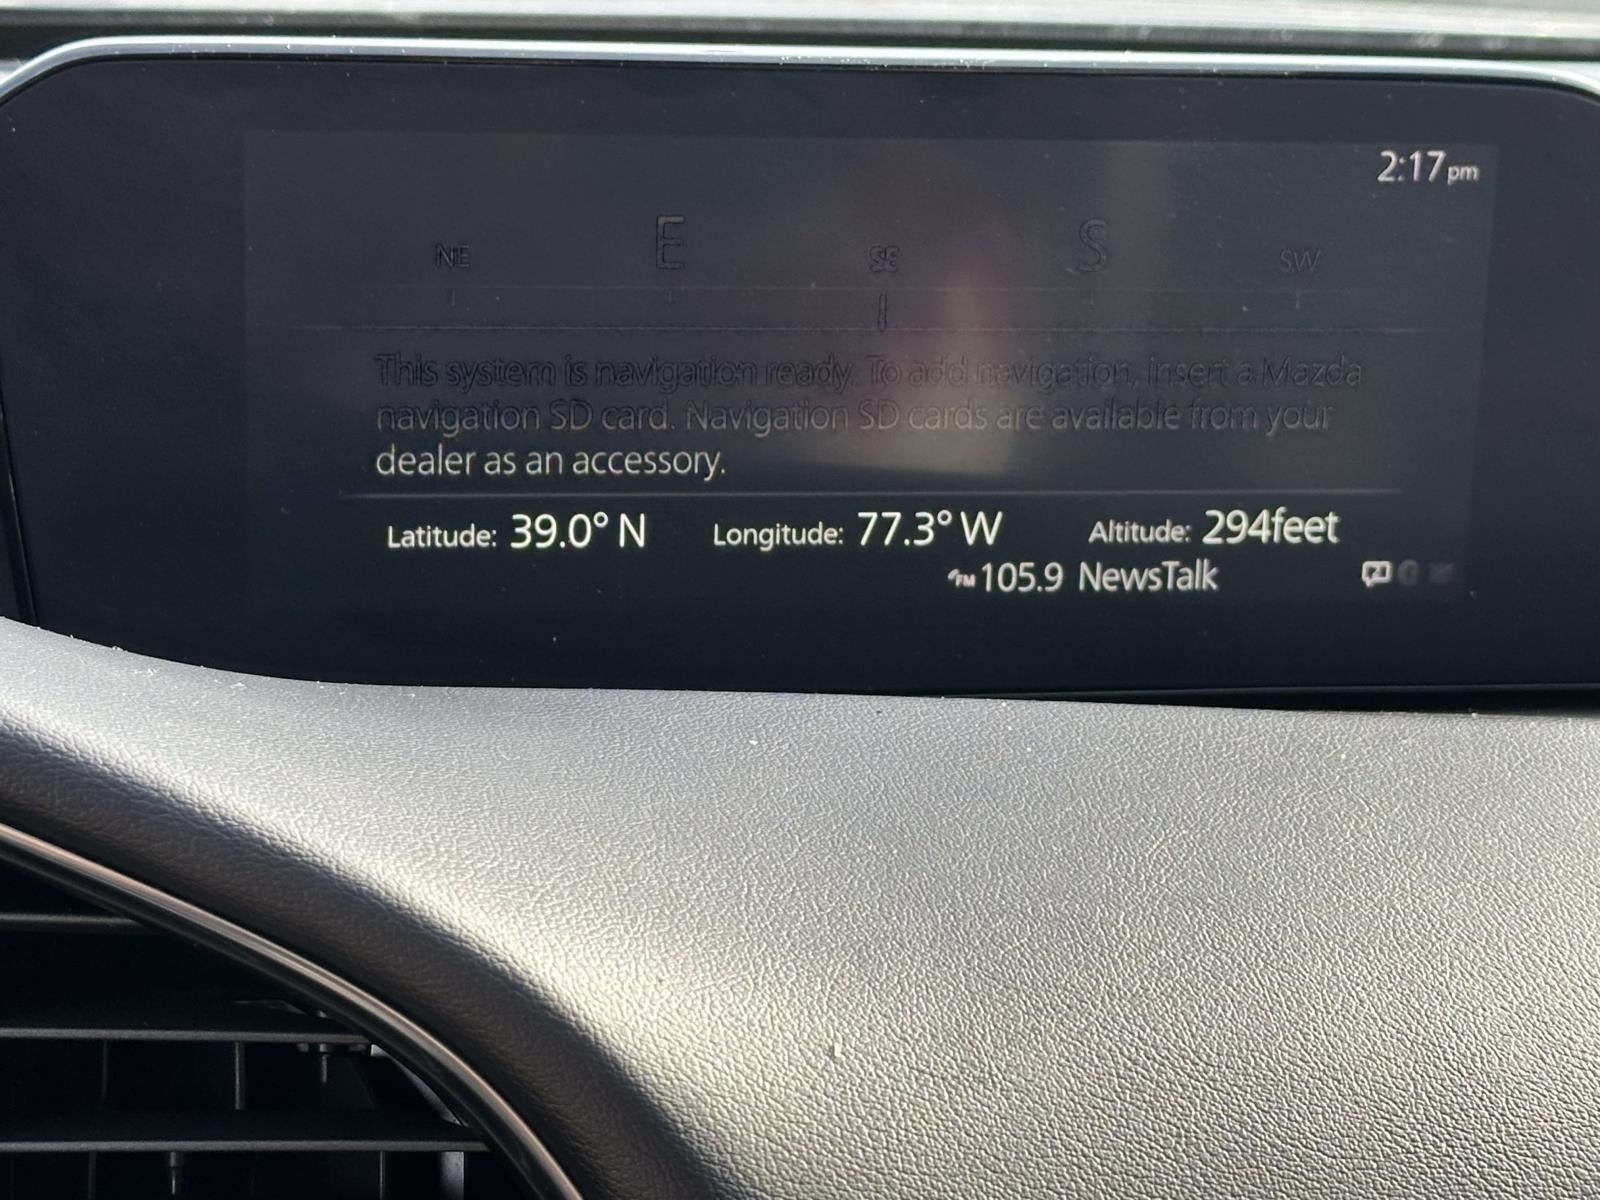 2:17pm
NE E SE S SW
This system is navigation ready. To add navigation, insert a Mazda
navigation SD card. Navigation SD cards are available from your
dealer as an accessory.
Latitude: 39.0° N Longitude: 77.3° W Altitude: 294feet
FM 105.9 NewsTalk